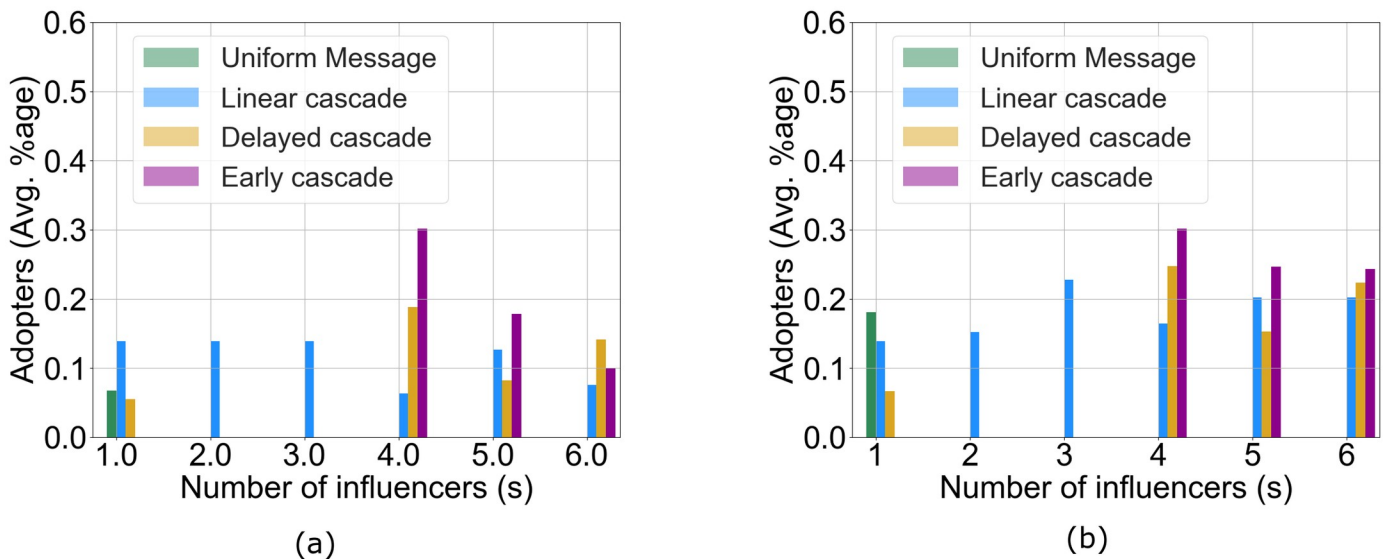 Adopters (Avg. %age)
0.6
0.5
0.4
0.3
0.2
0.1
0.0
Uniform Message
Linear cascade
Delayed cascade
Early cascade
1.0 2.0 3.0 4.0 5.0 6.0
Number of influencers (s)
(a)
Adopters (Avg. %age)
0.6
0.5
0.4
0.3
0.2
0.1
0.0
Uniform Message
Linear cascade
Delayed cascade
Early cascade
1 2 3 4 5 6
Number of influencers (s)
(b)